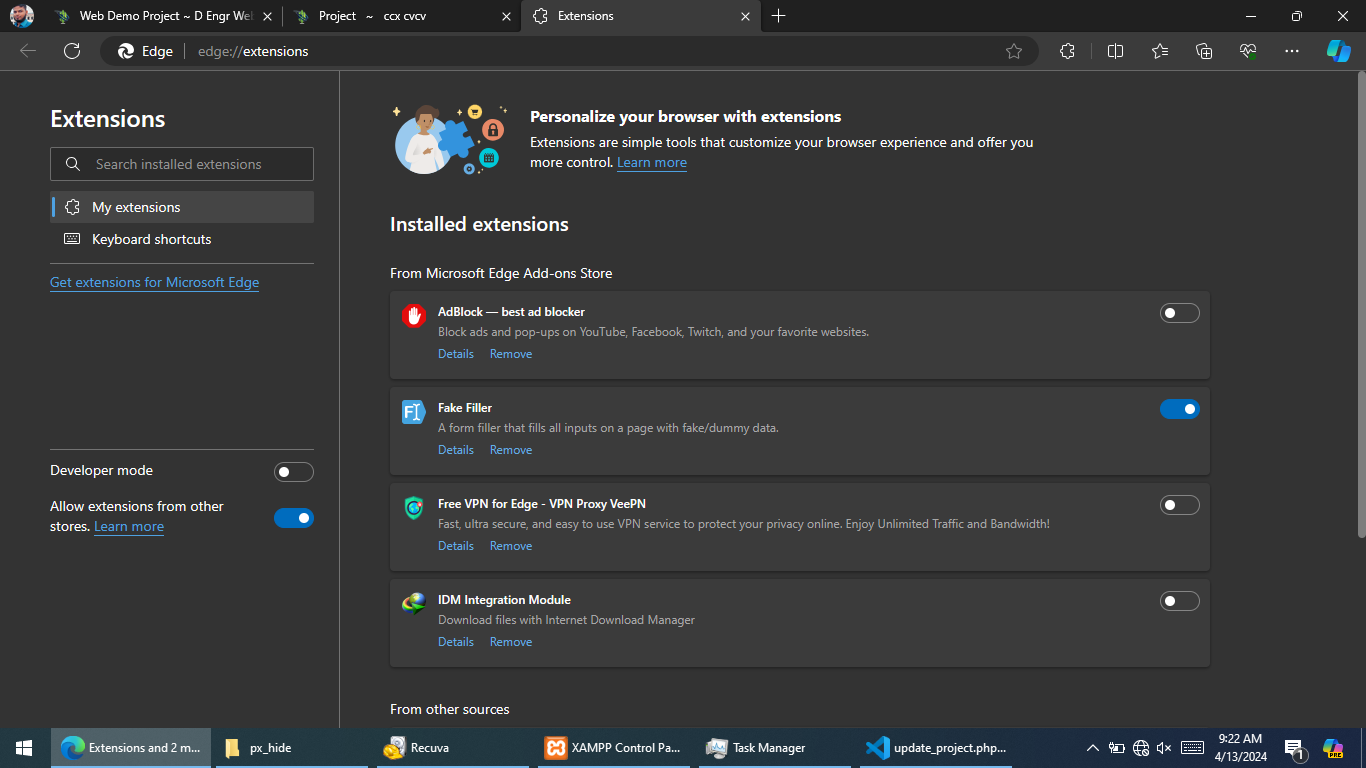 Web Demo Project ~ D Engr Wel
Project ~ ccx cvcv
Extensions
Edge
edge://extensions
Extensions
Search installed extensions
My extensions
Keyboard shortcuts
Get extensions for Microsoft Edge
Developer mode
Allow extensions from other
stores. Learn more
Personalize your browser with extensions
Extensions are simple tools that customize your browser experience and offer you
more control. Learn more
Installed extensions
From Microsoft Edge Add-ons Store
AdBlock — best ad blocker
Block ads and pop-ups on YouTube, Facebook, Twitch, and your favorite websites.
Details Remove
Fake Filler
A form filler that fills all inputs on a page with fake/dummy data.
Details Remove
Free VPN for Edge - VPN Proxy VeePN
Fast, ultra secure, and easy to use VPN service to protect your privacy online. Enjoy Unlimited Traffic and Bandwidth!
Details Remove
IDM Integration Module
Download files with Internet Download Manager
Details Remove
From other sources
Extensions and 2 m...
px_hide
Recuva
XAMPP Control Pa...
Task Manager
update_project.php...
9:22 AM
4/13/2024
1
PRE